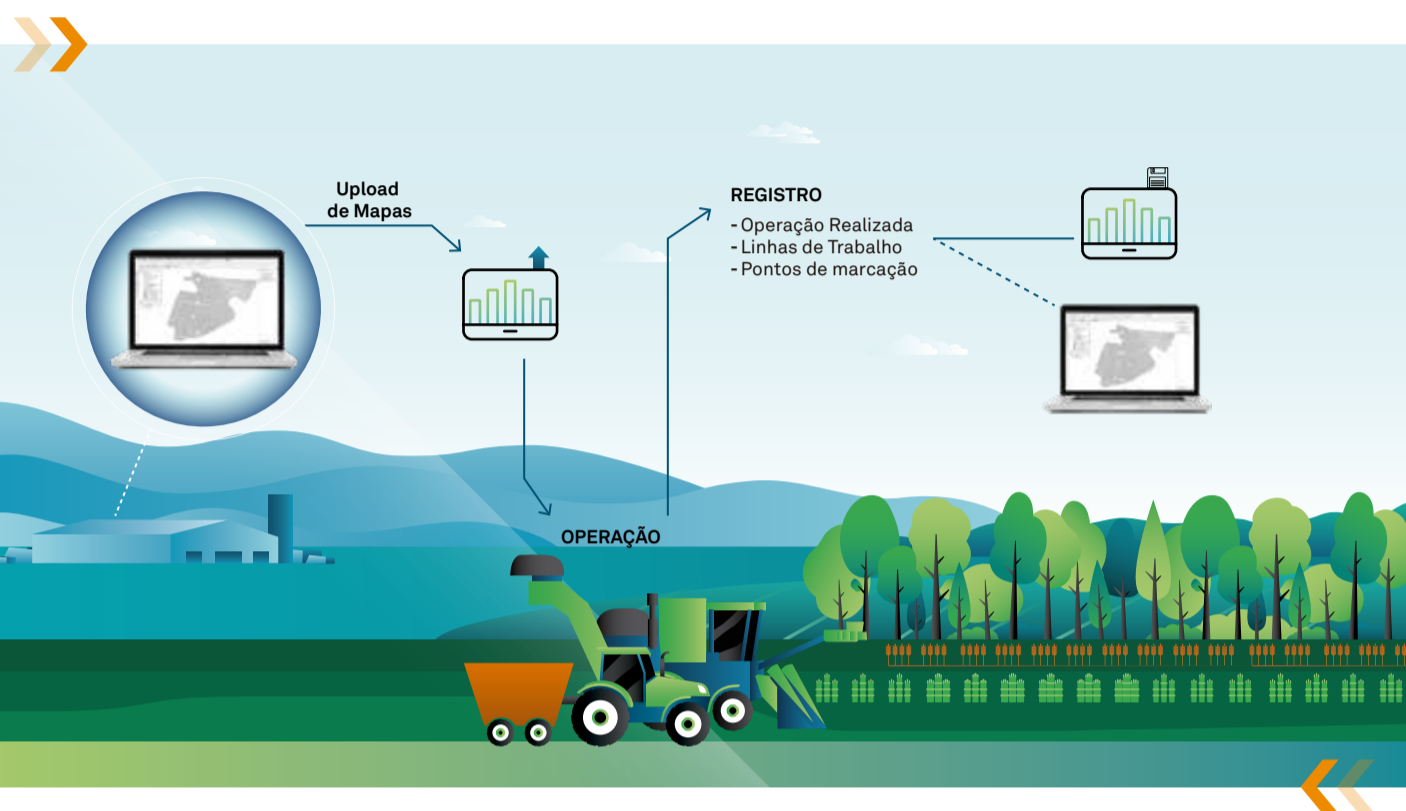 Upload
de Mapas
REGISTRO
- Operação Realizada
- Linhas de Trabalho
- Pontos de marcação
OPERAÇÃO